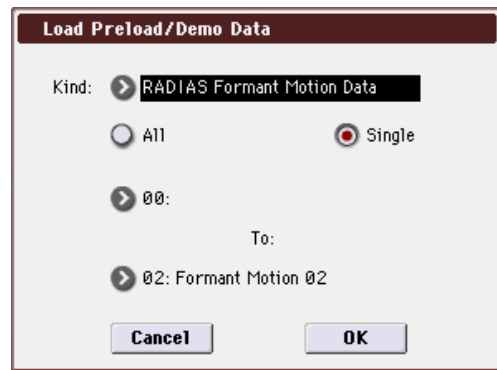 Load Preload/Demo Data
Kind: RADIAS Formant Motion Data
All Single
00:
To:
02: Formant Motion 02
Cancel OK